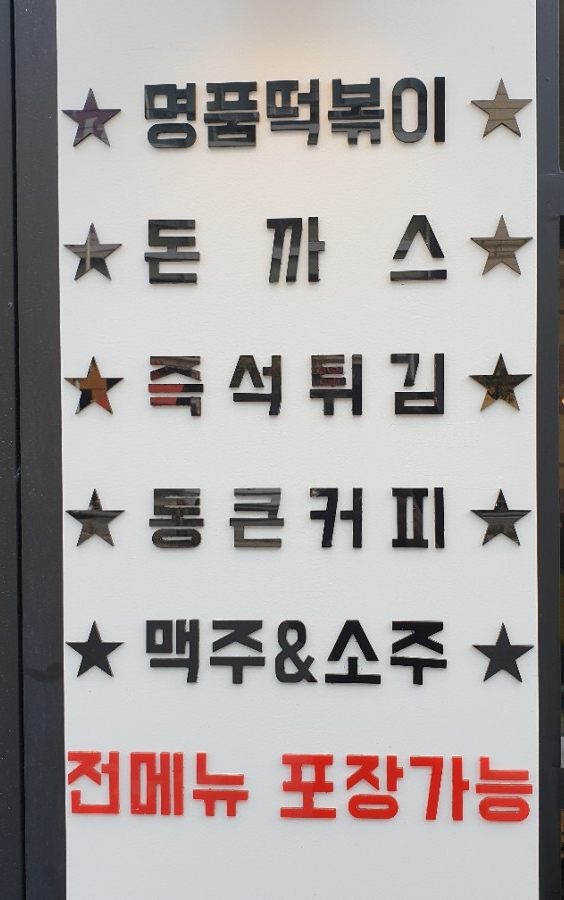 ★ 명품떡볶이 ★
★ 돈 까 스 ★
★ 즉석튀김 ★
★ 통큰커피 ★
★ 맥주&소주 ★
전메뉴 포장가능